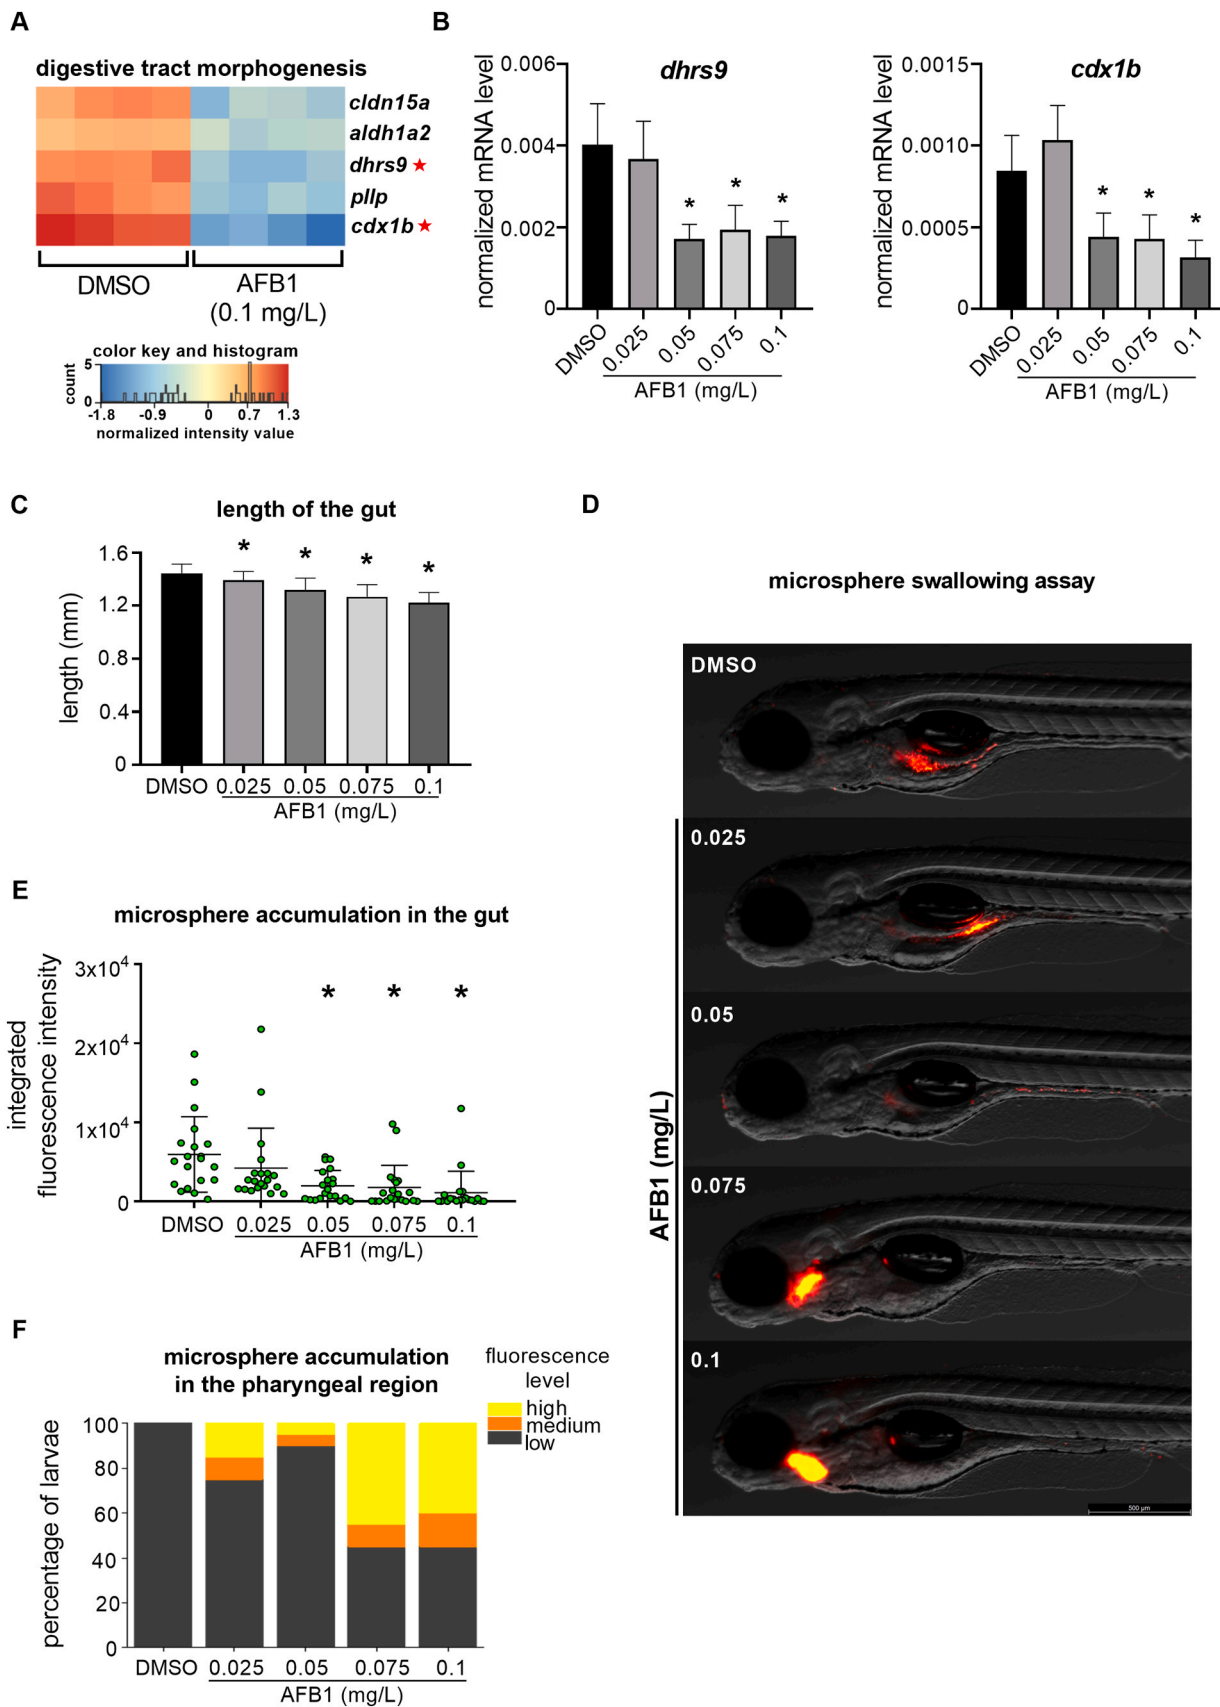 A
digestive tract morphogenesis
cldn15a
aldh1a2
dhrs9 ★
pllp
cdx1b ★
DMSO
AFB1
(0.1 mg/L)
color key and histogram
count
5
0
-1.8 -0.9 0 0.7 1.3
normalized intensity value
B
dhrs9
normalized mRNA level
0.006
0.004
0.002
0
* * *
DMSO 0.025 0.05 0.075 0.1
AFB1 (mg/L)
cdx1b
normalized mRNA level
0.0015
0.0010
0.0005
0
* * *
DMSO 0.025 0.05 0.075 0.1
AFB1 (mg/L)
C
length of the gut
length (mm)
1.6
1.2
0.8
0.4
0
* * * *
DMSO 0.025 0.05 0.075 0.1
AFB1 (mg/L)
D
microsphere swallowing assay
DMSO
0.025
0.05
0.075
0.1
AFB1 (mg/L)
500 µm
E
microsphere accumulation in the gut
integrated
fluorescence intensity
3x10⁴
2x10⁴
1x10⁴
0
* * *
DMSO 0.025 0.05 0.075 0.1
AFB1 (mg/L)
F
microsphere accumulation
in the pharyngeal region
fluorescence
level
high
medium
low
percentage of larvae
100
80
60
40
20
0
DMSO 0.025 0.05 0.075 0.1
AFB1 (mg/L)